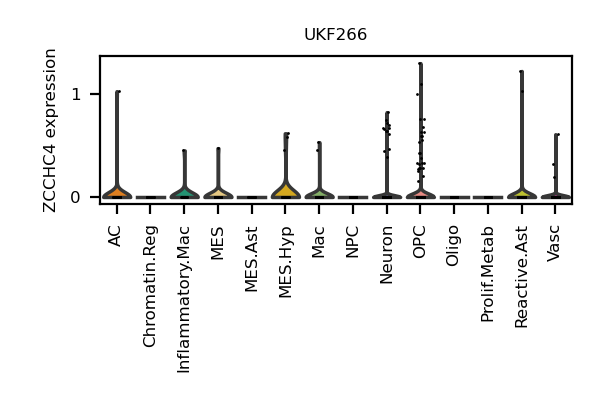 UKF266
ZCCHC4 expression
1
0
AC
Chromatin.Reg
Inflammatory.Mac
MES
MES.Ast
MES.Hyp
Mac
NPC
Neuron
OPC
Oligo
Prolif.Metab
Reactive.Ast
Vasc